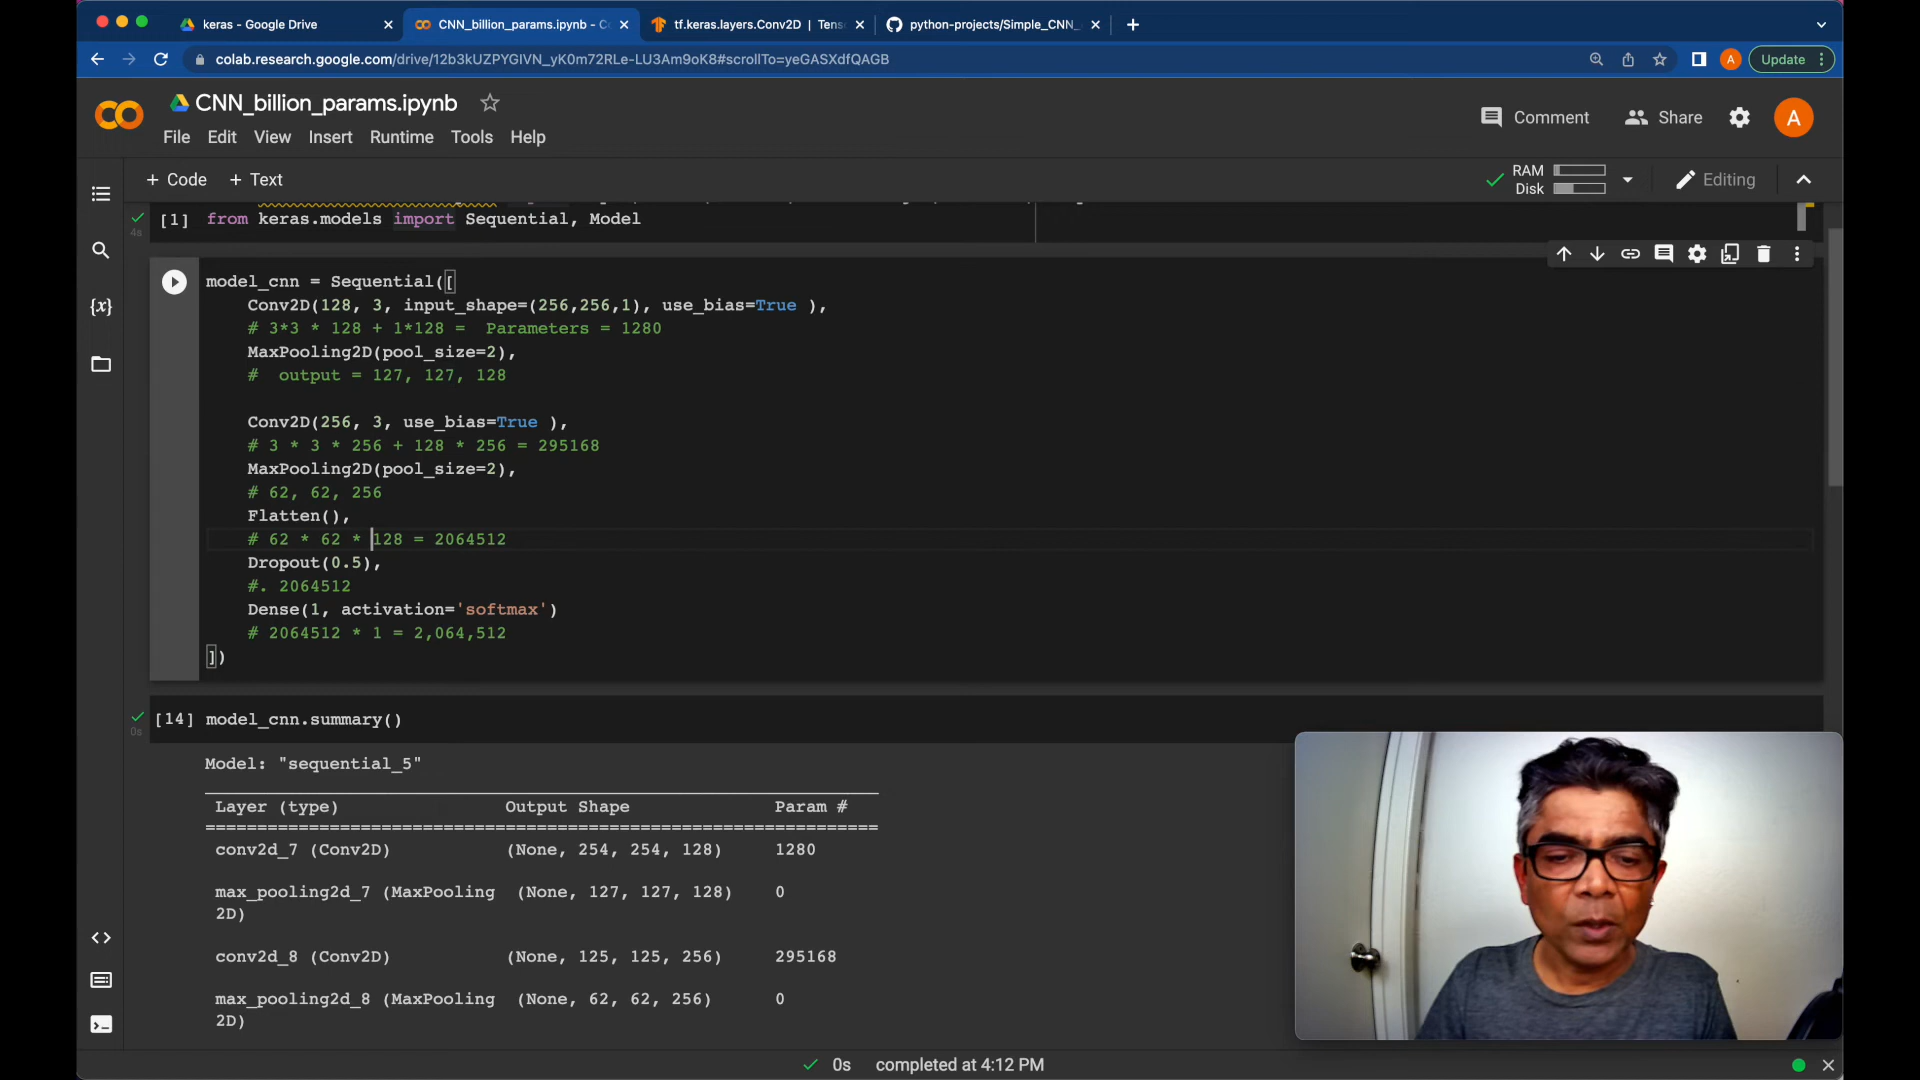 keras - Google Drive
CNN_billion_params.ipynb - C
tf.keras.layers.Conv2D | Tens
python-projects/Simple_CNN_
colab.research.google.com/drive/12b3kUZPYGIVN_yK0m72RLe-LU3Am9oK8#scrollTo=yeGASXdfQAGB
A
Update
CNN_billion_params.ipynb
File Edit View Insert Runtime Tools Help
Comment
Share
A
+ Code + Text
RAM
Disk
Editing
[1] from keras.models import Sequential, Model
4s
model_cnn = Sequential([
Conv2D(128, 3, input_shape=(256,256,1), use_bias=True ),
# 3*3 * 128 + 1*128 =  Parameters = 1280
MaxPooling2D(pool_size=2),
#  output = 127, 127, 128
Conv2D(256, 3, use_bias=True ),
# 3 * 3 * 256 + 128 * 256 = 295168
MaxPooling2D(pool_size=2),
# 62, 62, 256
Flatten(),
# 62 * 62 * 128 = 2064512
Dropout(0.5),
#. 2064512
Dense(1, activation='softmax')
# 2064512 * 1 = 2,064,512
])
[14] model_cnn.summary()
0s
Model: "sequential_5"
Layer (type) Output Shape Param #
=================================================================
conv2d_7 (Conv2D) (None, 254, 254, 128) 1280
max_pooling2d_7 (MaxPooling (None, 127, 127, 128) 0
2D)
conv2d_8 (Conv2D) (None, 125, 125, 256) 295168
max_pooling2d_8 (MaxPooling (None, 62, 62, 256) 0
2D)
0s completed at 4:12 PM